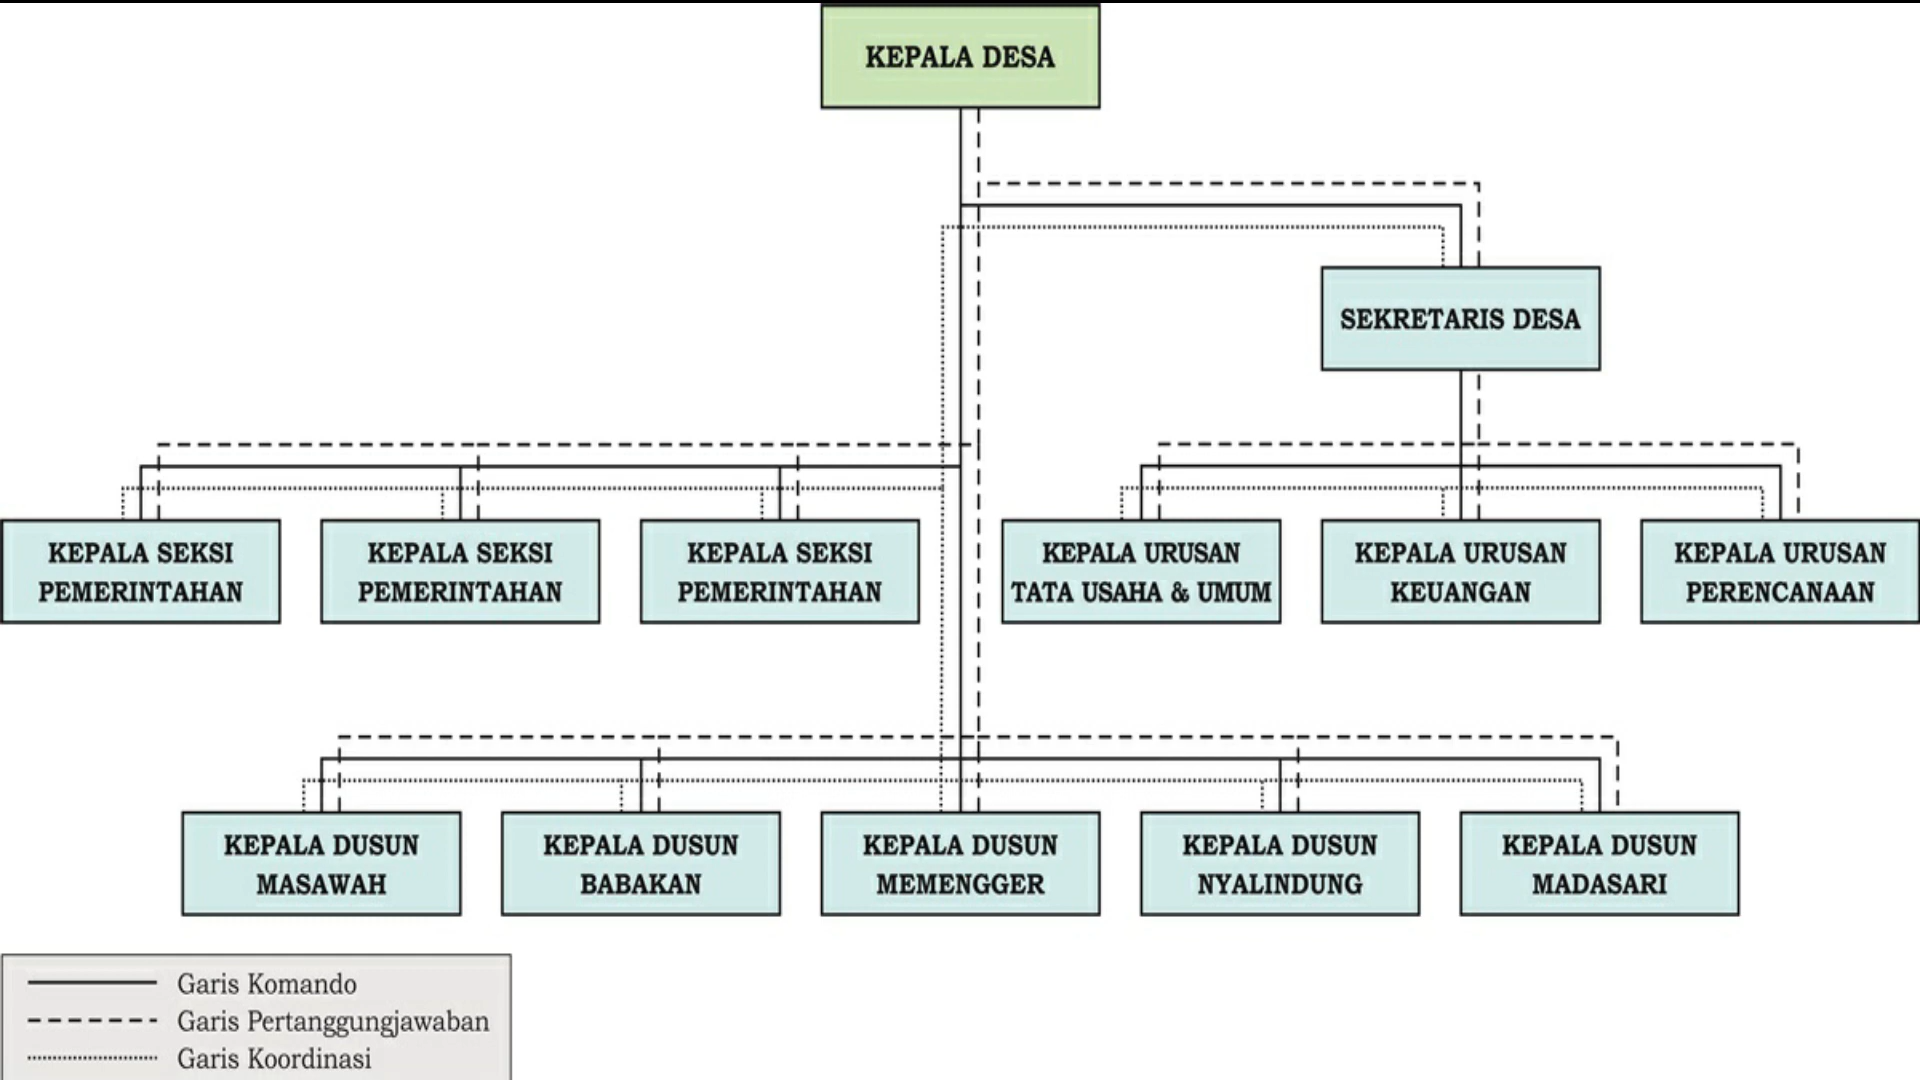 KEPALA DESA
SEKRETARIS DESA
KEPALA SEKSI
PEMERINTAHAN
KEPALA SEKSI
PEMERINTAHAN
KEPALA SEKSI
PEMERINTAHAN
KEPALA URUSAN
TATA USAHA & UMUM
KEPALA URUSAN
KEUANGAN
KEPALA URUSAN
PERENCANAAN
KEPALA DUSUN
MASAWAH
KEPALA DUSUN
BABAKAN
KEPALA DUSUN
MEMENGGER
KEPALA DUSUN
NYALINDUNG
KEPALA DUSUN
MADASARI
Garis Komando
Garis Pertanggungjawaban
Garis Koordinasi